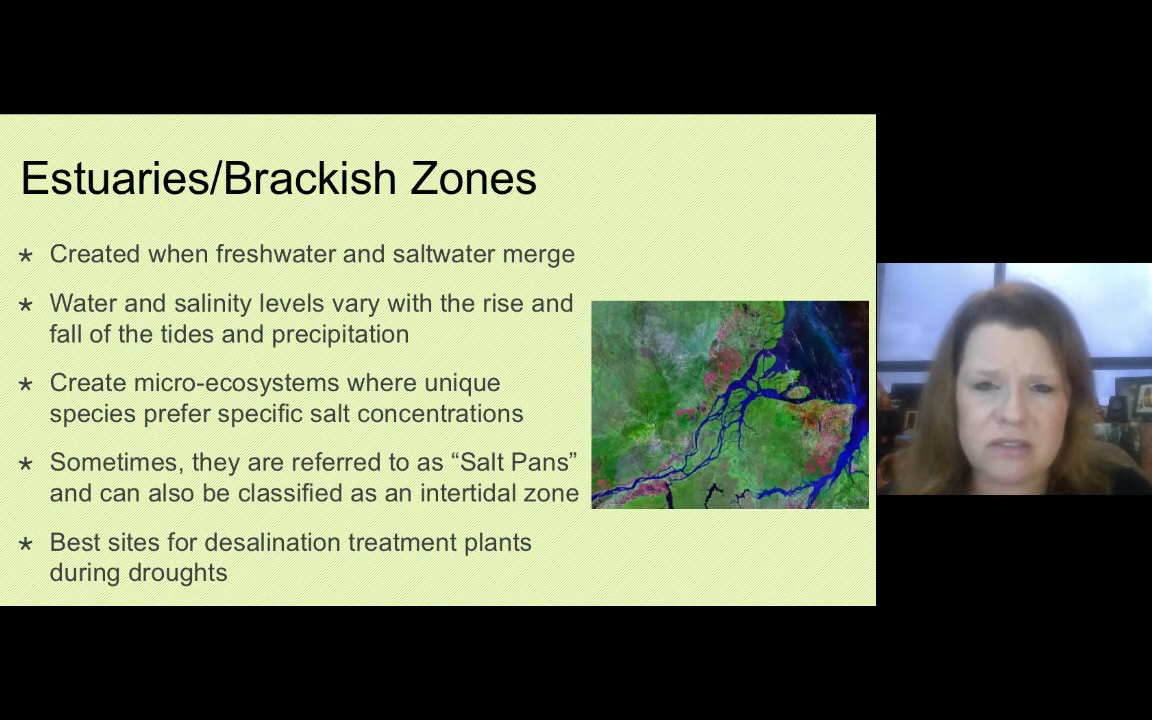 Estuaries/Brackish Zones
* Created when freshwater and saltwater merge
* Water and salinity levels vary with the rise and
fall of the tides and precipitation
* Create micro-ecosystems where unique
species prefer specific salt concentrations
* Sometimes, they are referred to as “Salt Pans”
and can also be classified as an intertidal zone
* Best sites for desalination treatment plants
during droughts